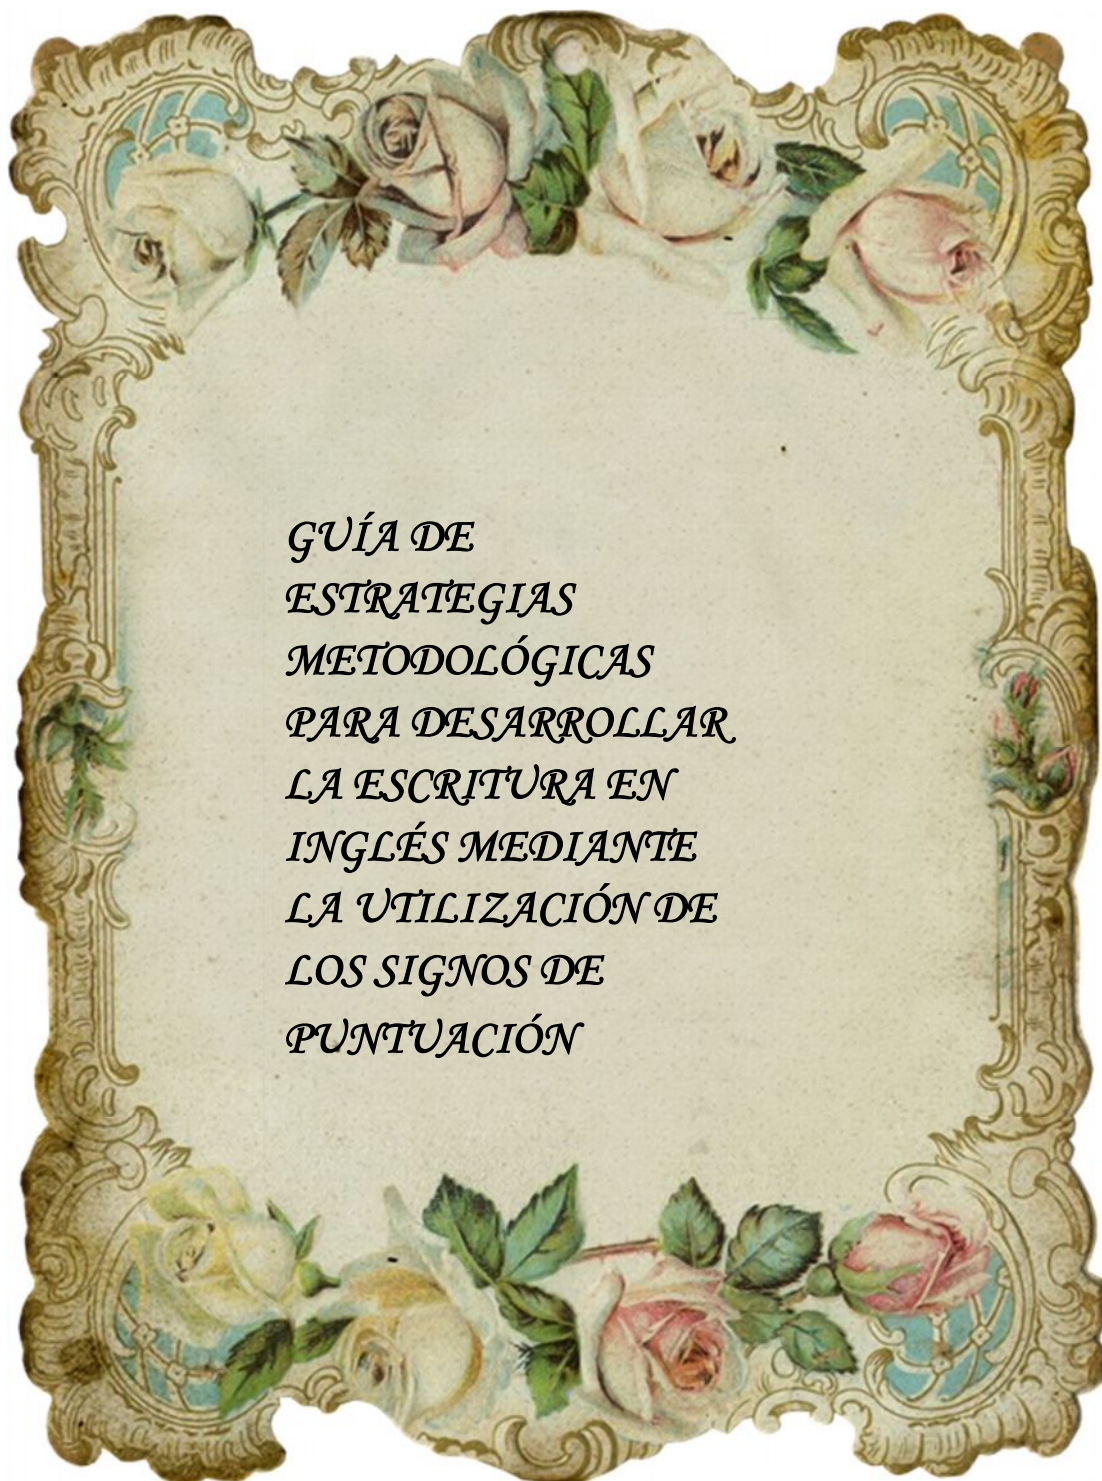 GUÍA DE
ESTRATEGIAS
METODOLÓGICAS
PARA DESARROLLAR
LA ESCRITURA EN
INGLÉS MEDIANTE
LA UTILIZACIÓN DE
LOS SIGNOS DE
PUNTUACIÓN